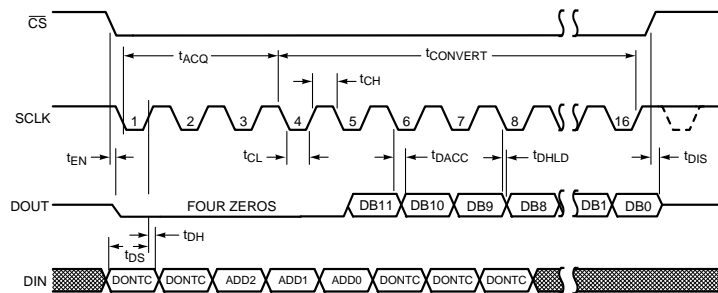 CS
tACQ
tCONVERT
tCH
SCLK
1 2 3 4 5 6 7 8 16
tEN
tCL
tDACC
tDHLD
tDIS
DOUT
FOUR ZEROS
DB11 DB10 DB9 DB8 DB1 DB0
tDH
tDS
DIN
DONTC DONTC ADD2 ADD1 ADD0 DONTC DONTC DONTC